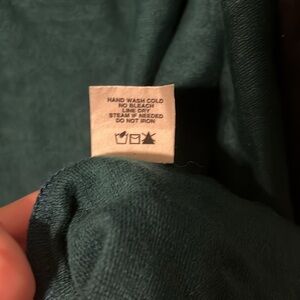 HAND WASH COLD
NO BLEACH
LINE DRY
STEAM IF NEEDED
DO NOT IRON